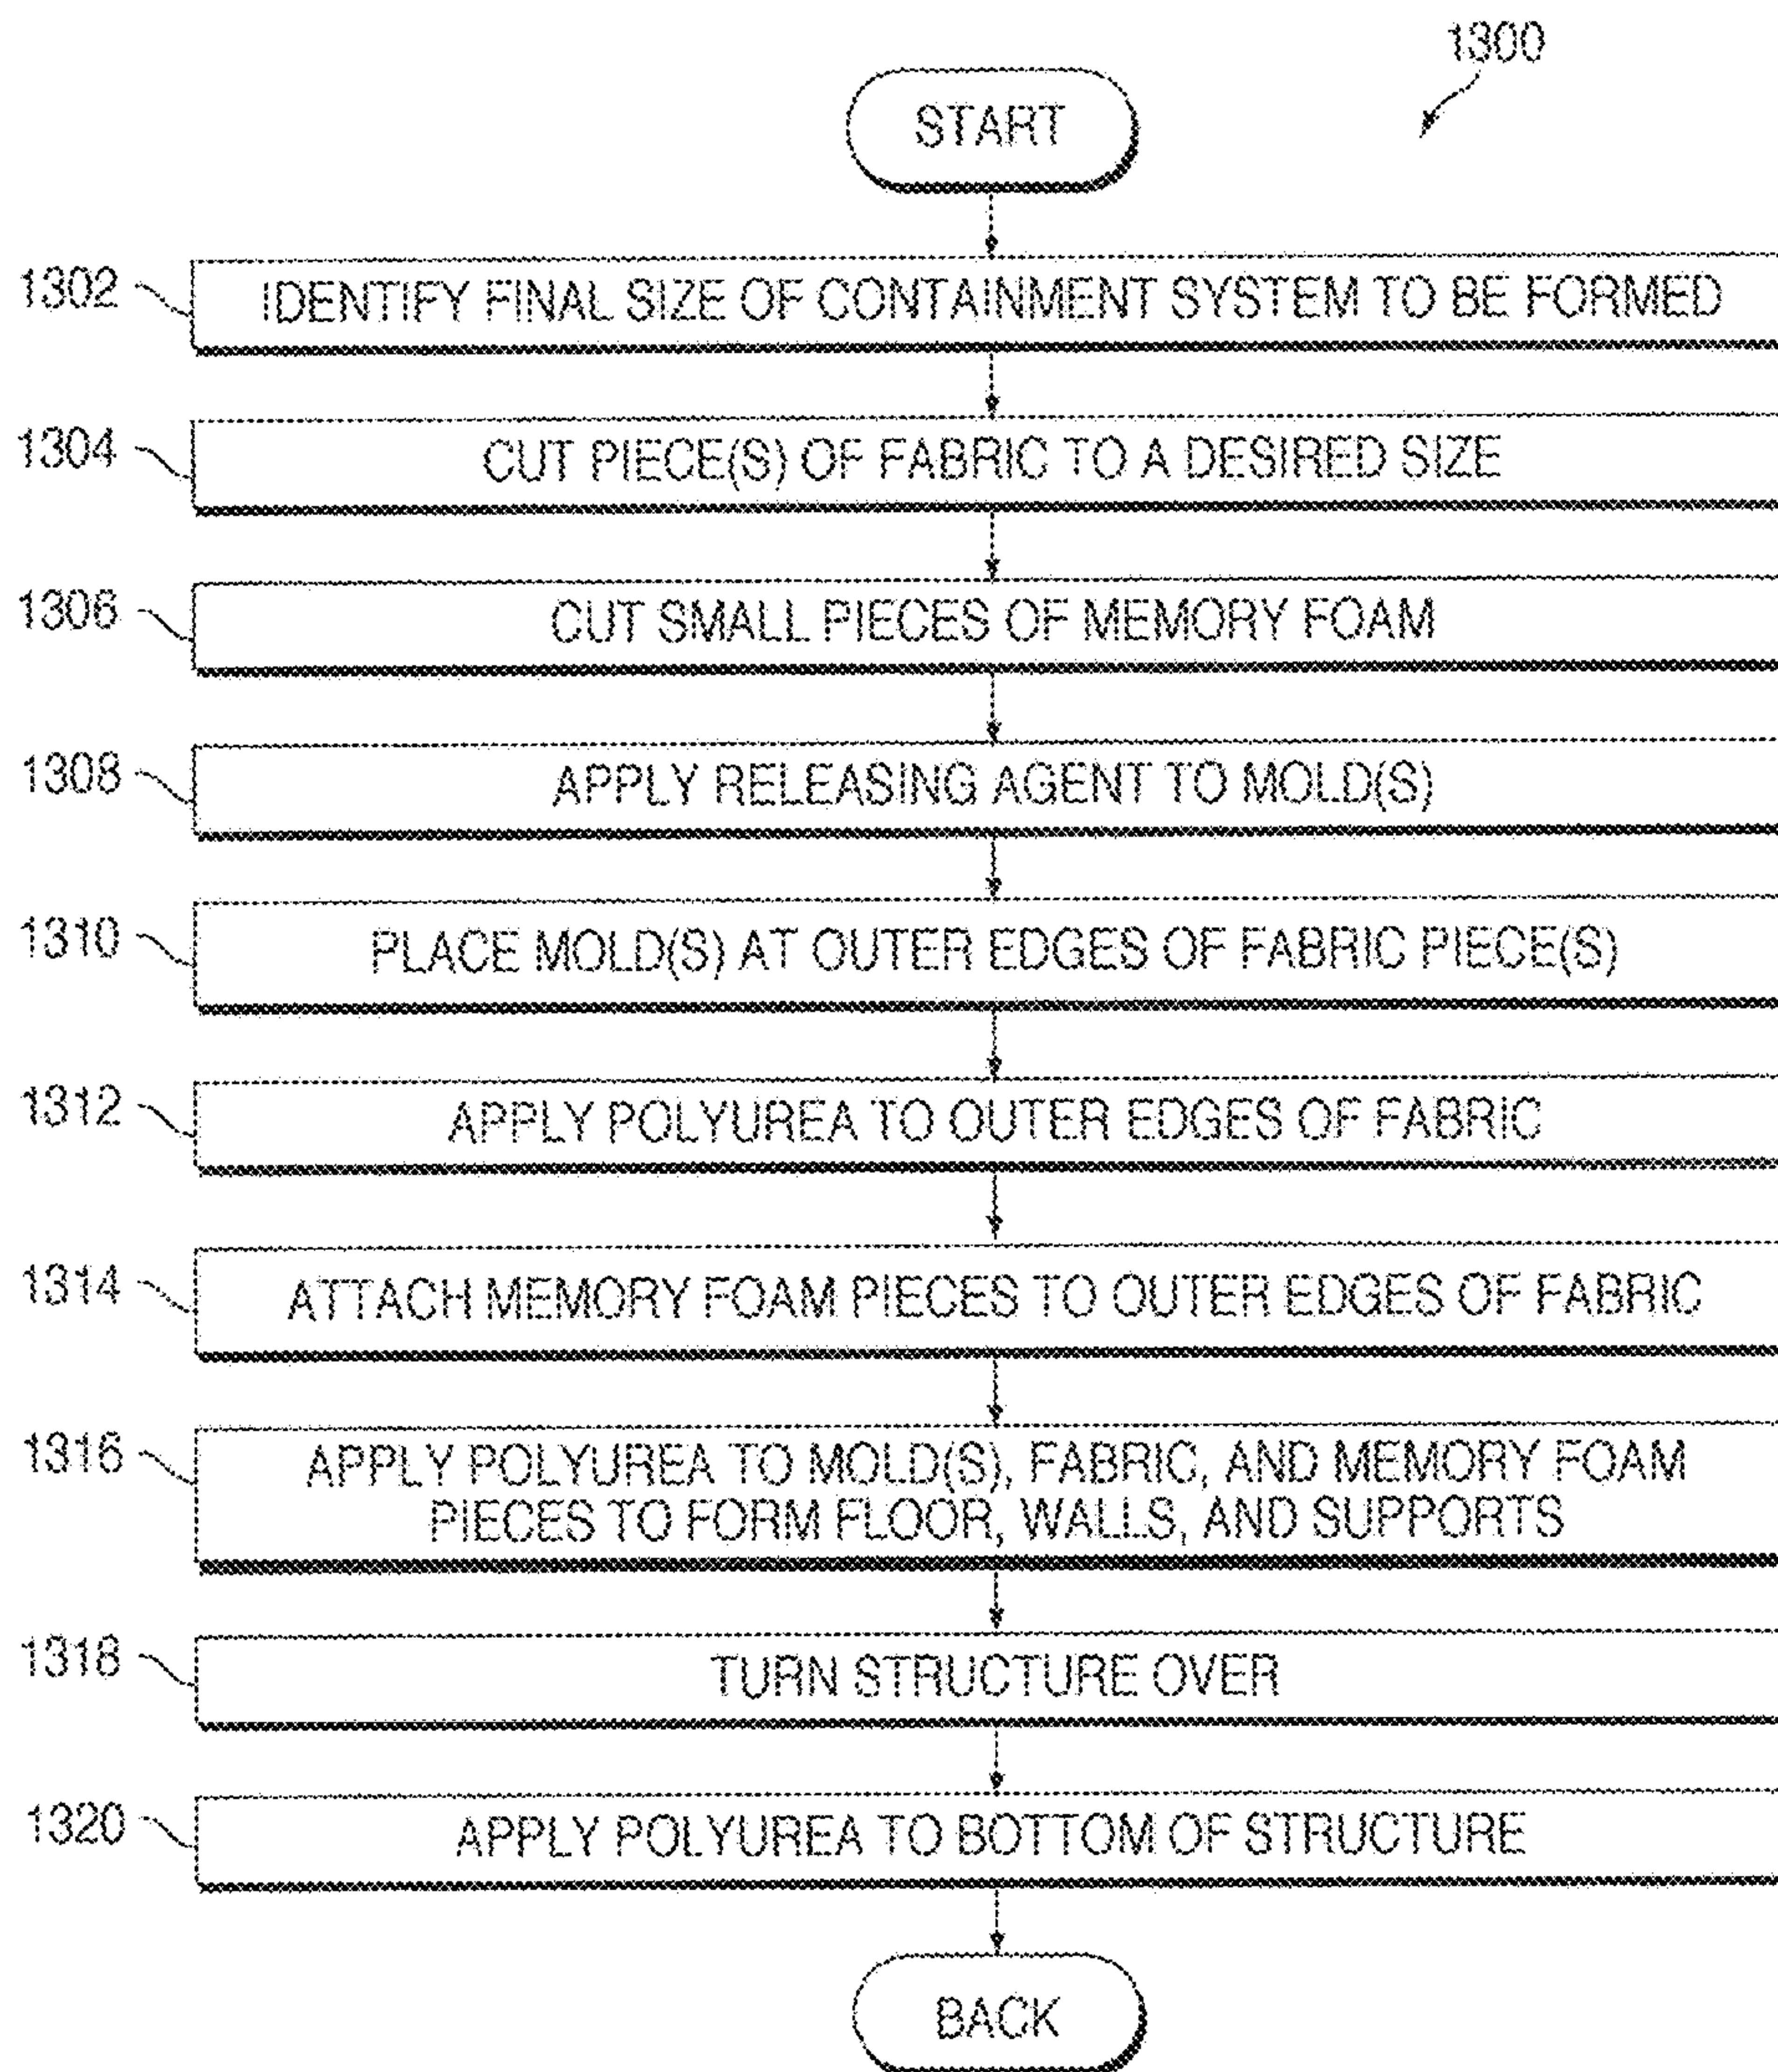 1300
START
1302 IDENTIFY FINAL SIZE OF CONTAINMENT SYSTEM TO BE FORMED
1304 CUT PIECE(S) OF FABRIC TO A DESIRED SIZE
1306 CUT SMALL PIECES OF MEMORY FOAM
1308 APPLY RELEASING AGENT TO MOLD(S)
1310 PLACE MOLD(S) AT OUTER EDGES OF FABRIC PIECE(S)
1312 APPLY POLYUREA TO OUTER EDGES OF FABRIC
1314 ATTACH MEMORY FOAM PIECES TO OUTER EDGES OF FABRIC
1316 APPLY POLYUREA TO MOLD(S), FABRIC, AND MEMORY FOAM
PIECES TO FORM FLOOR, WALLS, AND SUPPORTS
1318 TURN STRUCTURE OVER
1320 APPLY POLYUREA TO BOTTOM OF STRUCTURE
BACK